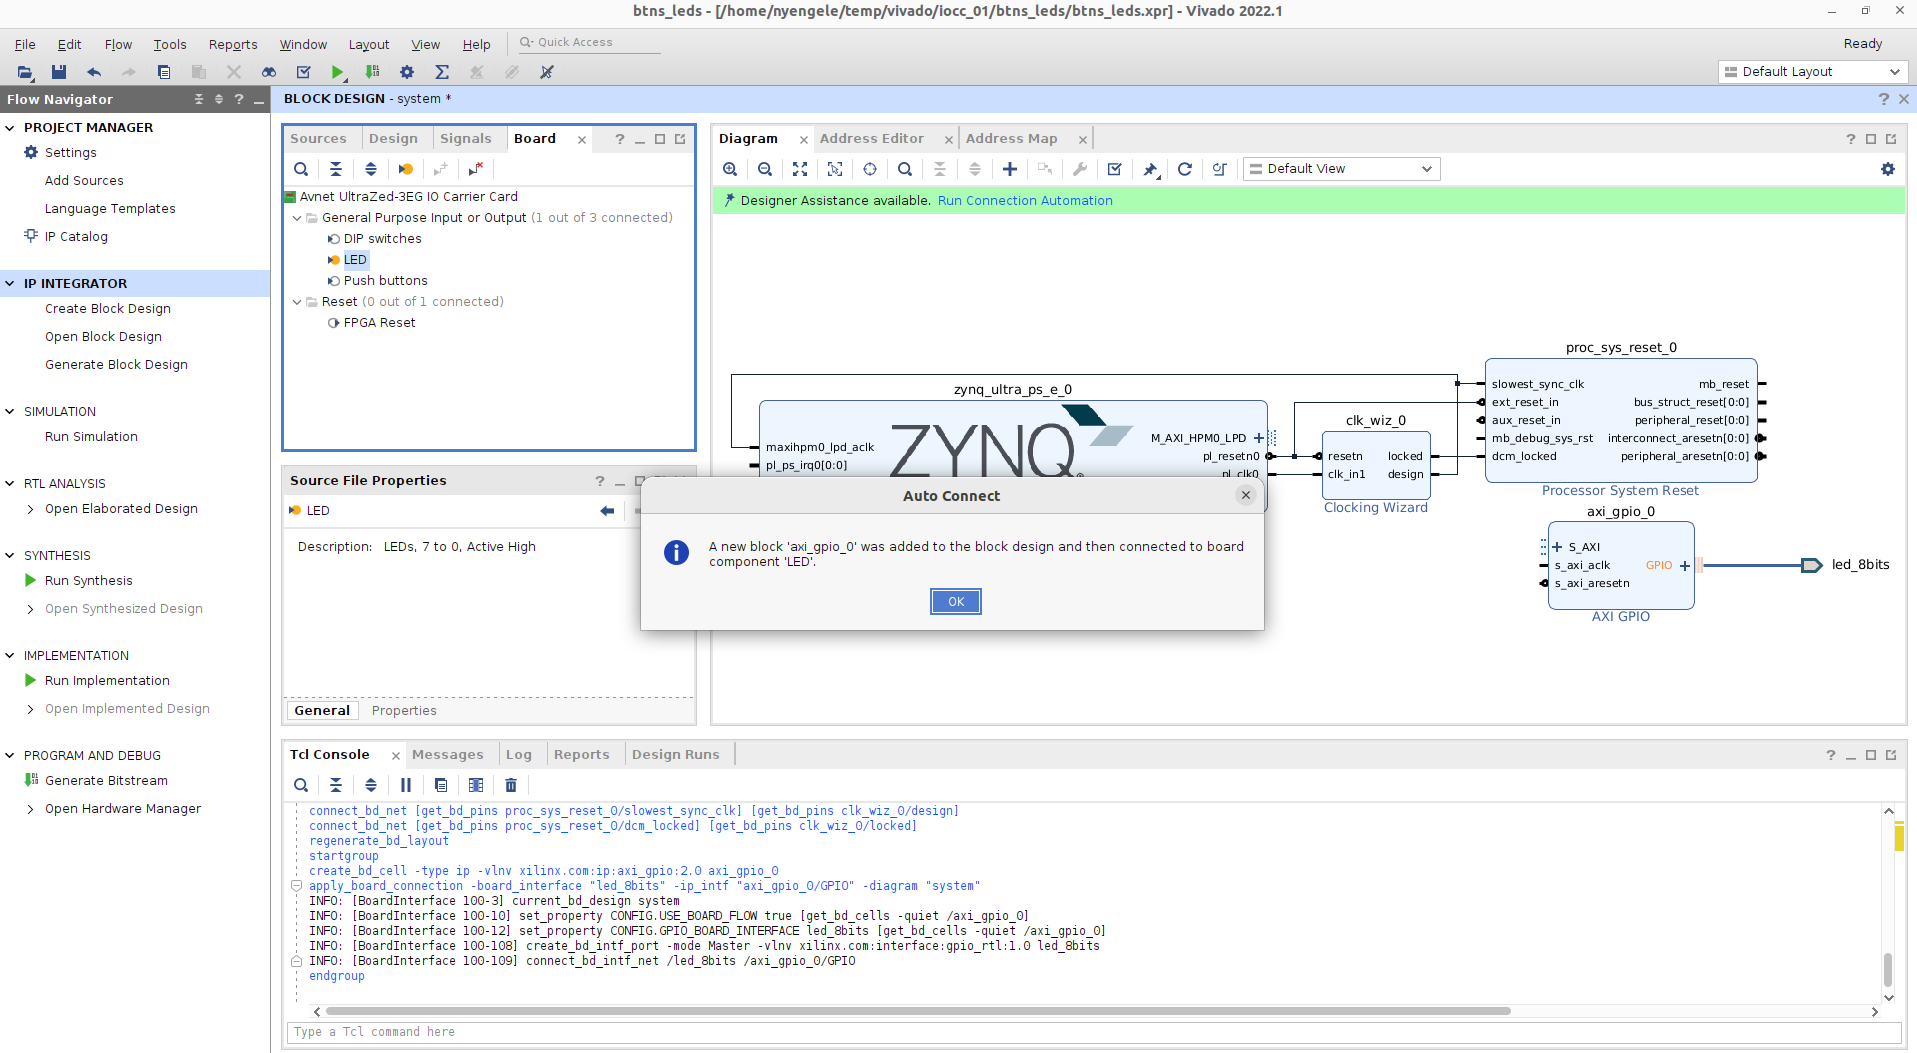 btns_leds - [/home/nyengele/temp/vivado/iocc_01/btns_leds/btns_leds.xpr] - Vivado 2022.1
File Edit Flow Tools Reports Window Layout View Help Quick Access Ready
Default Layout
Flow Navigator
PROJECT MANAGER
Settings
Add Sources
Language Templates
IP Catalog
IP INTEGRATOR
Create Block Design
Open Block Design
Generate Block Design
SIMULATION
Run Simulation
RTL ANALYSIS
Open Elaborated Design
SYNTHESIS
Run Synthesis
Open Synthesized Design
IMPLEMENTATION
Run Implementation
Open Implemented Design
PROGRAM AND DEBUG
Generate Bitstream
Open Hardware Manager
BLOCK DESIGN - system *
Sources Design Signals Board
Avnet UltraZed-3EG IO Carrier Card
General Purpose Input or Output (1 out of 3 connected)
DIP switches
LED
Push buttons
Reset (0 out of 1 connected)
FPGA Reset
Source File Properties
LED
Description: LEDs, 7 to 0, Active High
General Properties
Diagram Address Editor Address Map
Default View
Designer Assistance available. Run Connection Automation
zynq_ultra_ps_e_0
maxihpm0_lpd_aclk
pl_ps_irq0[0:0]
ZYNQ
M_AXI_HPM0_LPD
pl_resetn0
pl_clk0
clk_wiz_0
resetn locked
clk_in1 design
Clocking Wizard
proc_sys_reset_0
slowest_sync_clk mb_reset
ext_reset_in bus_struct_reset[0:0]
aux_reset_in peripheral_reset[0:0]
mb_debug_sys_rst interconnect_aresetn[0:0]
dcm_locked peripheral_aresetn[0:0]
Processor System Reset
axi_gpio_0
S_AXI
s_axi_aclk GPIO
s_axi_aresetn
AXI GPIO
led_8bits
Auto Connect
A new block 'axi_gpio_0' was added to the block design and then connected to board
component 'LED'.
OK
Tcl Console Messages Log Reports Design Runs
connect_bd_net [get_bd_pins proc_sys_reset_0/slowest_sync_clk] [get_bd_pins clk_wiz_0/design]
connect_bd_net [get_bd_pins proc_sys_reset_0/dcm_locked] [get_bd_pins clk_wiz_0/locked]
regenerate_bd_layout
startgroup
create_bd_cell -type ip -vlnv xilinx.com:ip:axi_gpio:2.0 axi_gpio_0
apply_board_connection -board_interface "led_8bits" -ip_intf "axi_gpio_0/GPIO" -diagram "system"
INFO: [BoardInterface 100-3] current_bd_design system
INFO: [BoardInterface 100-10] set_property CONFIG.USE_BOARD_FLOW true [get_bd_cells -quiet /axi_gpio_0]
INFO: [BoardInterface 100-12] set_property CONFIG.GPIO_BOARD_INTERFACE led_8bits [get_bd_cells -quiet /axi_gpio_0]
INFO: [BoardInterface 100-108] create_bd_intf_port -mode Master -vlnv xilinx.com:interface:gpio_rtl:1.0 led_8bits
INFO: [BoardInterface 100-109] connect_bd_intf_net /led_8bits /axi_gpio_0/GPIO
endgroup
Type a Tcl command here